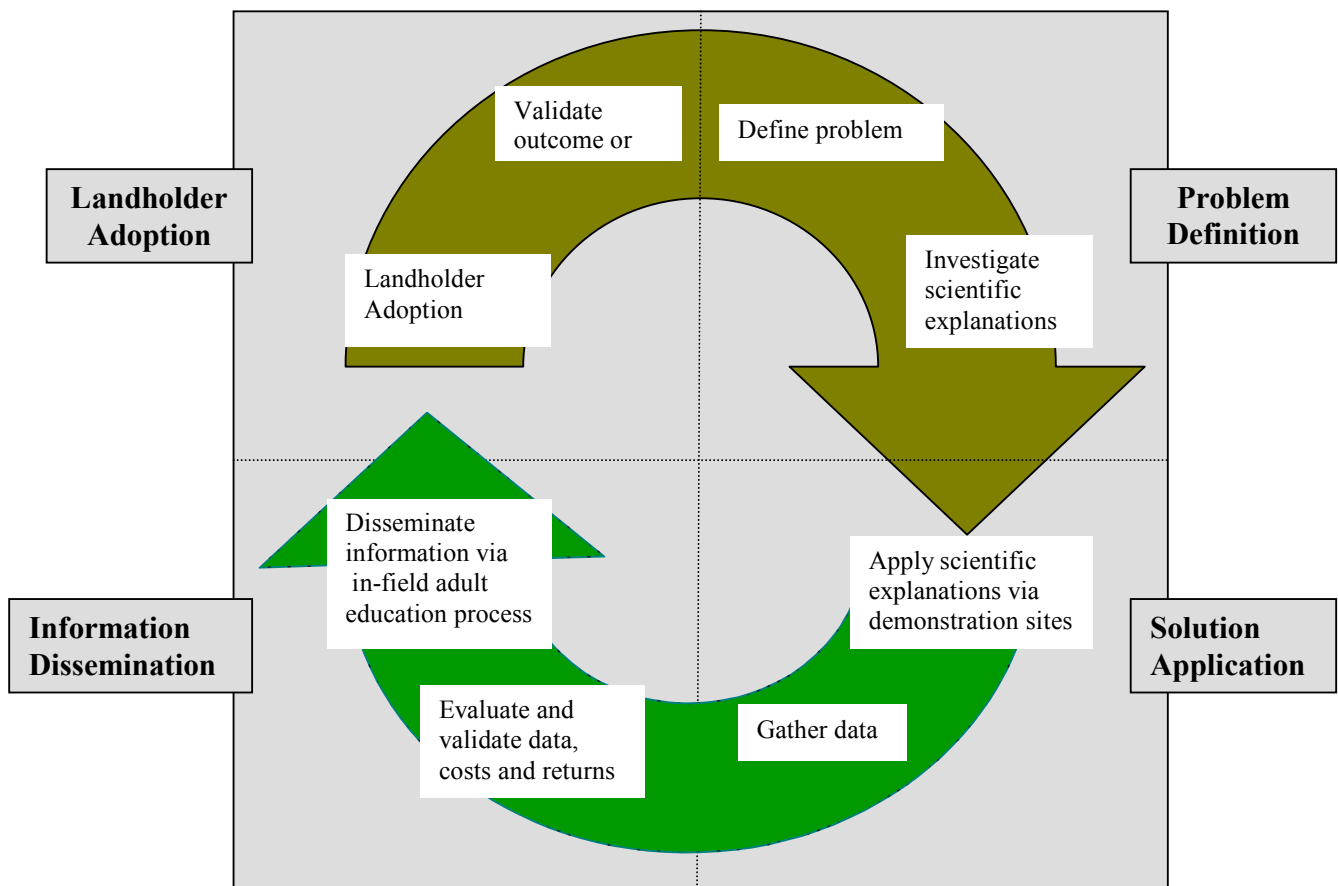 Validate
outcome or
Define problem
Landholder
Adoption
Problem
Definition
Landholder
Adoption
Investigate
scientific
explanations
Disseminate
information via
in-field adult
education process
Apply scientific
explanations via
demonstration sites
Information
Dissemination
Solution
Application
Evaluate and
validate data,
costs and returns
Gather data